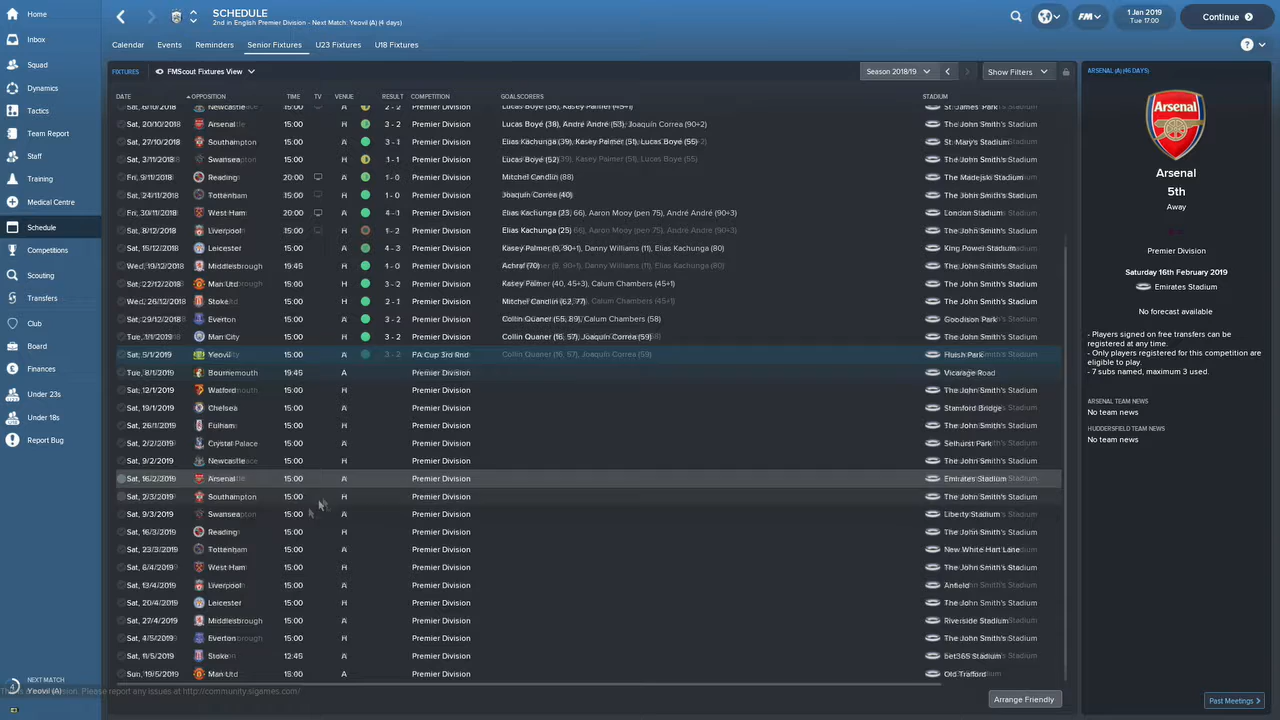 Home
Inbox
Squad
Dynamics
Tactics
Team Report
Staff
Training
Medical Centre
Schedule
Competitions
Scouting
Transfers
Club
Board
Finances
Under 23s
Under 18s
Report Bug
NEXT MATCH
Yeovil (A)
Please report any issues at http://community.sigames.com/
SCHEDULE
2nd in English Premier Division - Next Match: Yeovil (A) (4 days)
FM
1 Jan 2019
Tue 17:00
Continue
Calendar Events Reminders Senior Fixtures U23 Fixtures U18 Fixtures
FIXTURES FMScout Fixtures View Season 2018/19 Show Filters
DATE OPPOSITION TIME TV VENUE RESULT COMPETITION GOALSCORERS STADIUM
Newcastle 15:00 A 2 - 2 Premier Division Lucas Boyé (36), Kasey Palmer (45+1) St. James' Park
Sat, 20/10/2018 Arsenal 15:00 H 3 - 2 Premier Division Lucas Boyé (38), André André (53), Joaquín Correa (90+2) The John Smith's Stadium
Sat, 27/10/2018 Southampton 15:00 A 3 - 1 Premier Division Elias Kachunga (39), Kasey Palmer (51), Lucas Boyé (55) St. Mary's Stadium
Sat, 3/11/2018 Swansea 15:00 H 1 - 1 Premier Division Lucas Boyé (52) The John Smith's Stadium
Fri, 9/11/2018 Reading 20:00 A 1 - 0 Premier Division Mitchel Candlin (88) The Madejski Stadium
Sat, 24/11/2018 Tottenham 15:00 H 1 - 0 Premier Division Joaquín Correa (40) The John Smith's Stadium
Fri, 30/11/2018 West Ham 20:00 A 4 - 1 Premier Division Elias Kachunga (23, 66), Aaron Mooy (pen 75), André André (90+3) London Stadium
Sat, 8/12/2018 Liverpool 15:00 H 1 - 2 Premier Division Elias Kachunga (25) The John Smith's Stadium
Sat, 15/12/2018 Leicester 15:00 A 4 - 3 Premier Division Kasey Palmer (9, 90+1), Danny Williams (11), Elias Kachunga (80) King Power Stadium
Wed, 19/12/2018 Middlesbrough 19:45 H 1 - 0 Premier Division Achraf (70) The John Smith's Stadium
Sat, 22/12/2018 Man Utd 15:00 H 3 - 2 Premier Division Kasey Palmer (40, 45+3), Calum Chambers (45+1) The John Smith's Stadium
Wed, 26/12/2018 Stoke 15:00 H 2 - 1 Premier Division Mitchel Candlin (62, 77) The John Smith's Stadium
Sat, 29/12/2018 Everton 15:00 A 3 - 2 Premier Division Collin Quaner (55, 89), Calum Chambers (58) Goodison Park
Tue, 1/1/2019 Man City 15:00 H 3 - 2 Premier Division Collin Quaner (16, 57), Joaquín Correa (59) The John Smith's Stadium
Sat, 5/1/2019 Yeovil 15:00 A FA Cup 3rd Rnd Huish Park
Tue, 8/1/2019 Bournemouth 19:45 A Premier Division
Sat, 12/1/2019 Watford 15:00 H Premier Division The John Smith's Stadium
Sat, 19/1/2019 Chelsea 15:00 A Premier Division Stamford Bridge
Sat, 26/1/2019 Fulham 15:00 H Premier Division The John Smith's Stadium
Sat, 2/2/2019 Crystal Palace 15:00 A Premier Division Selhurst Park
Sat, 9/2/2019 Newcastle 15:00 H Premier Division The John Smith's Stadium
Sat, 16/2/2019 Arsenal 15:00 A Premier Division Emirates Stadium
Sat, 2/3/2019 Southampton 15:00 H Premier Division The John Smith's Stadium
Sat, 9/3/2019 Swansea 15:00 A Premier Division Liberty Stadium
Sat, 16/3/2019 Reading 15:00 H Premier Division The John Smith's Stadium
Sat, 23/3/2019 Tottenham 15:00 A Premier Division New White Hart Lane
Sat, 6/4/2019 West Ham 15:00 H Premier Division The John Smith's Stadium
Sat, 13/4/2019 Liverpool 15:00 A Premier Division Anfield
Sat, 20/4/2019 Leicester 15:00 H Premier Division The John Smith's Stadium
Sat, 27/4/2019 Middlesbrough 15:00 A Premier Division Riverside Stadium
Sat, 4/5/2019 Everton 15:00 H Premier Division The John Smith's Stadium
Sat, 11/5/2019 Stoke 12:45 A Premier Division bet365 Stadium
Sun, 19/5/2019 Man Utd 15:00 A Premier Division Old Trafford
Arrange Friendly
ARSENAL (A) (46 DAYS)
Arsenal
Arsenal
5th
Away
Premier Division
Saturday 16th February 2019
Emirates Stadium
No forecast available
- Players signed on free transfers can be
registered at any time.
- Only players registered for this competition are
eligible to play.
- 7 subs named, maximum 3 used.
ARSENAL TEAM NEWS
No team news
HUDDERSFIELD TEAM NEWS
No team news
Past Meetings